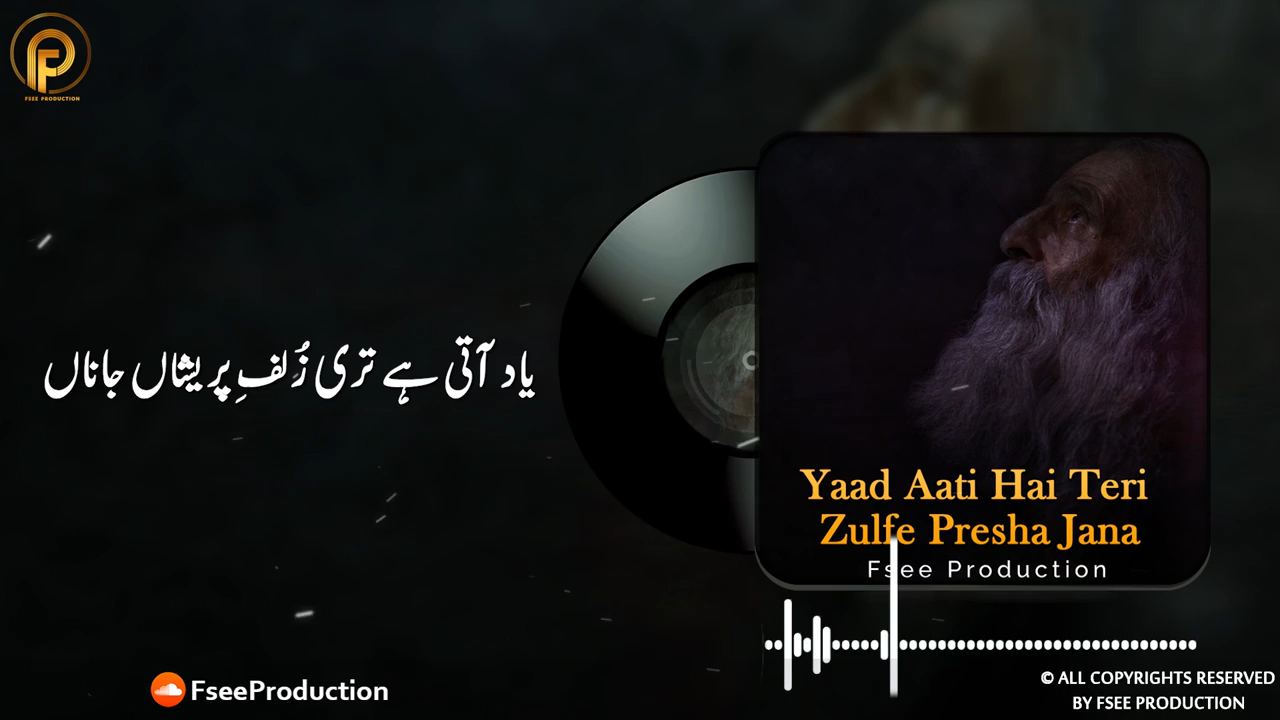 FSEE PRODUCTION
یاد آتی ہے تری زُلفِ پریشاں جاناں
Yaad Aati Hai Teri
Zulfe Presha Jana
Fsee Production
FseeProduction
© ALL COPYRIGHTS RESERVED
BY FSEE PRODUCTION